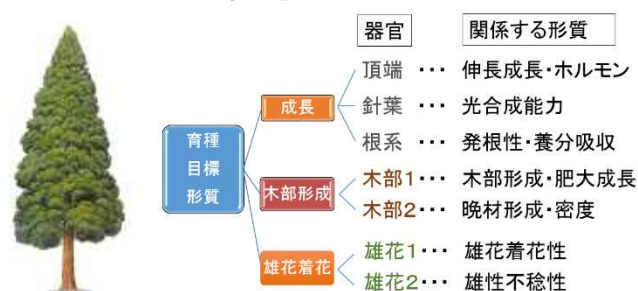 器官 関係する形質
頂端 ・・・ 伸長成長・ホルモン
成長
針葉 ・・・ 光合成能力
根系 ・・・ 発根性・養分吸収
育種
目標
形質
木部形成
木部1・・・ 木部形成・肥大成長
木部2・・・ 晩材形成・密度
雄花着花
雄花1・・・ 雄花着花性
雄花2・・・ 雄性不稔性